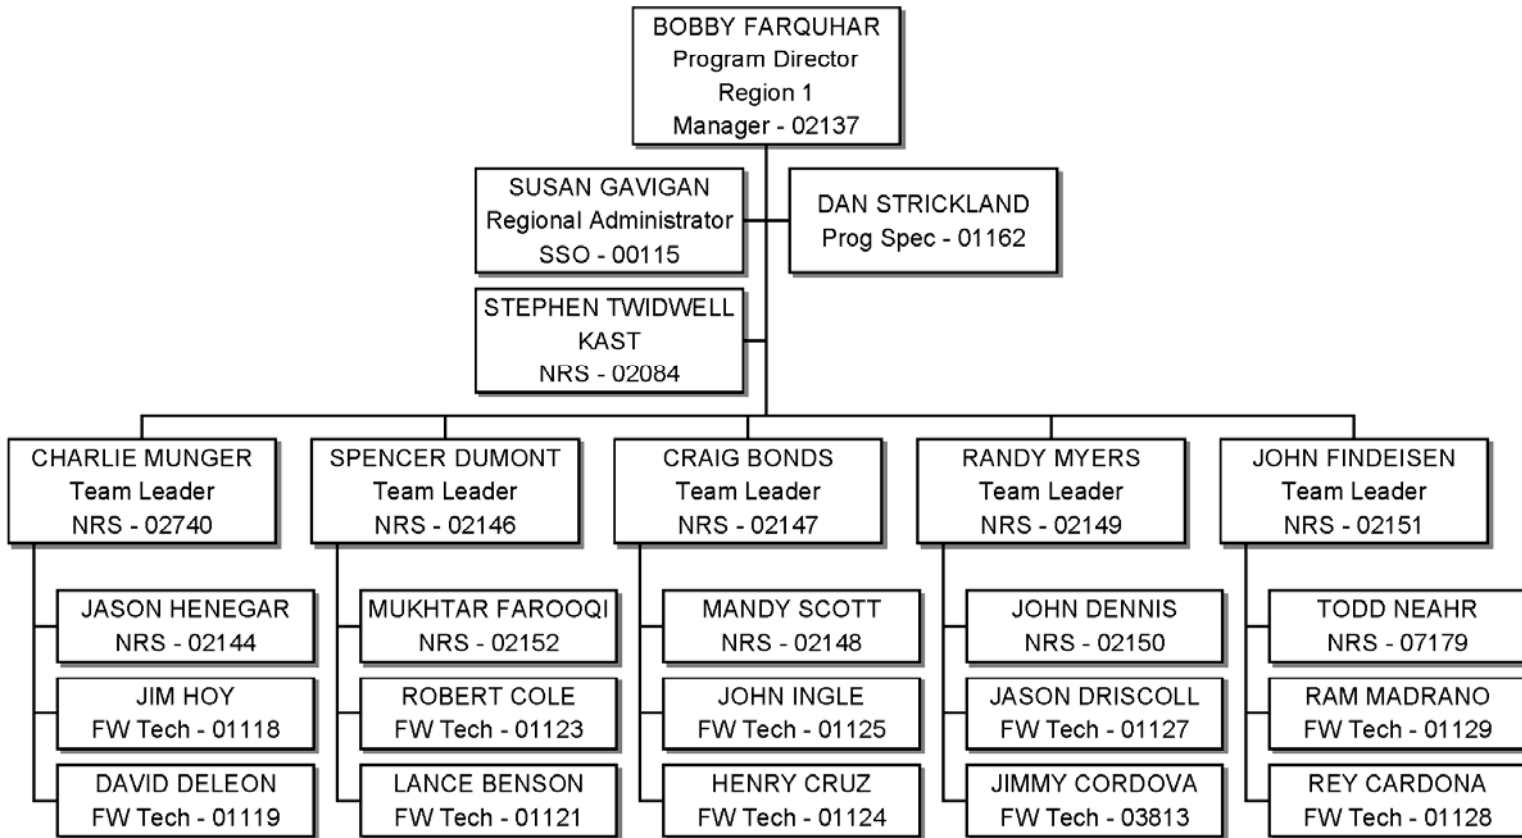 BOBBY FARQUHAR
Program Director
Region 1
Manager - 02137
SUSAN GAVIGAN
Regional Administrator
SSO - 00115
DAN STRICKLAND
Prog Spec - 01162
STEPHEN TWIDWELL
KAST
NRS - 02084
CHARLIE MUNGER
Team Leader
NRS - 02740
JASON HENEGAR
NRS - 02144
JIM HOY
FW Tech - 01118
DAVID DELEON
FW Tech - 01119
SPENCER DUMONT
Team Leader
NRS - 02146
MUKHTAR FAROOQI
NRS - 02152
ROBERT COLE
FW Tech - 01123
LANCE BENSON
FW Tech - 01121
CRAIG BONDS
Team Leader
NRS - 02147
MANDY SCOTT
NRS - 02148
JOHN INGLE
FW Tech - 01125
HENRY CRUZ
FW Tech - 01124
RANDY MYERS
Team Leader
NRS - 02149
JOHN DENNIS
NRS - 02150
JASON DRISCOLL
FW Tech - 01127
JIMMY CORDOVA
FW Tech - 03813
JOHN FINDEISEN
Team Leader
NRS - 02151
TODD NEAHR
NRS - 07179
RAM MADRANO
FW Tech - 01129
REY CARDONA
FW Tech - 01128